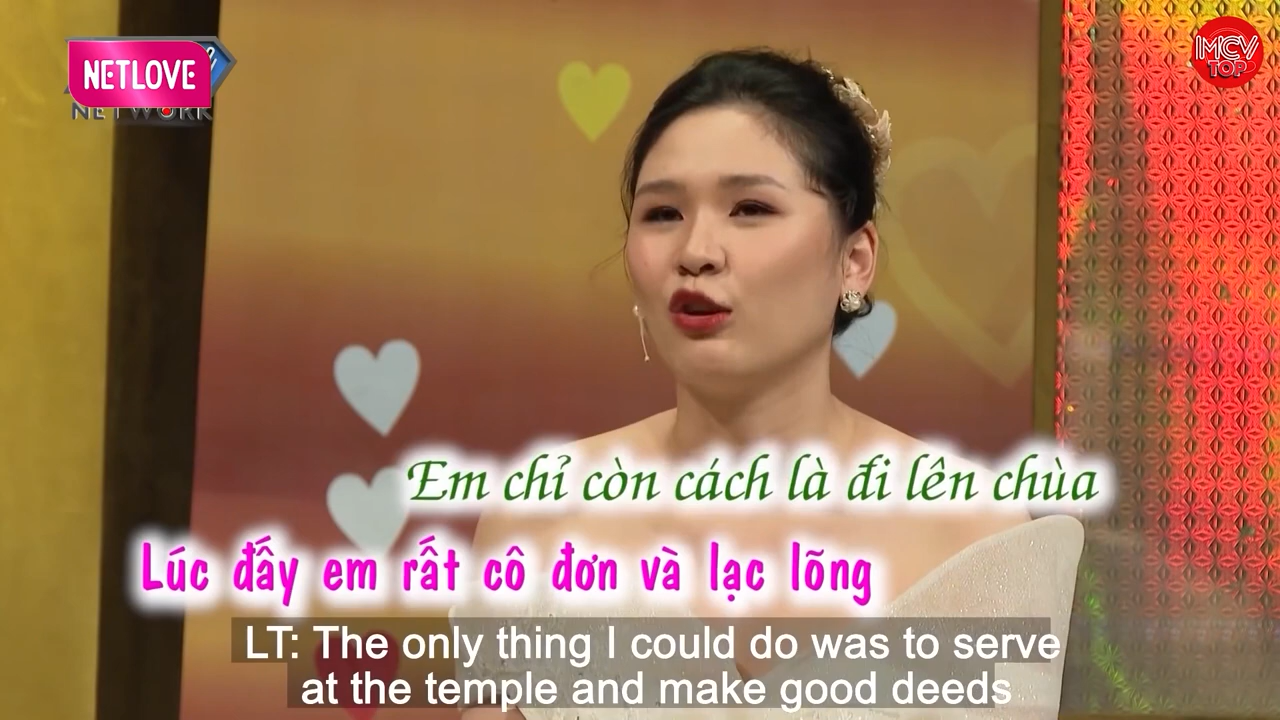 NETLOVE
NETWORK
MCV
TOP
Em chỉ còn cách là đi lên chùa
Lúc đấy em rất cô đơn và lạc lõng
LT: The only thing I could do was to serve
at the temple and make good deeds